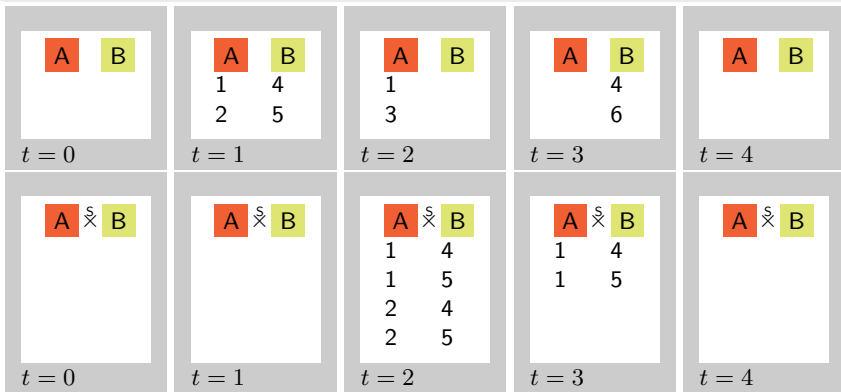 A B
t = 0
A B
1 4
2 5
t = 1
A B
1
3
t = 2
A B
4
6
t = 3
A B
t = 4
A S× B
t = 0
A S× B
t = 1
A S× B
1 4
1 5
2 4
2 5
t = 2
A S× B
1 4
1 5
t = 3
A S× B
t = 4